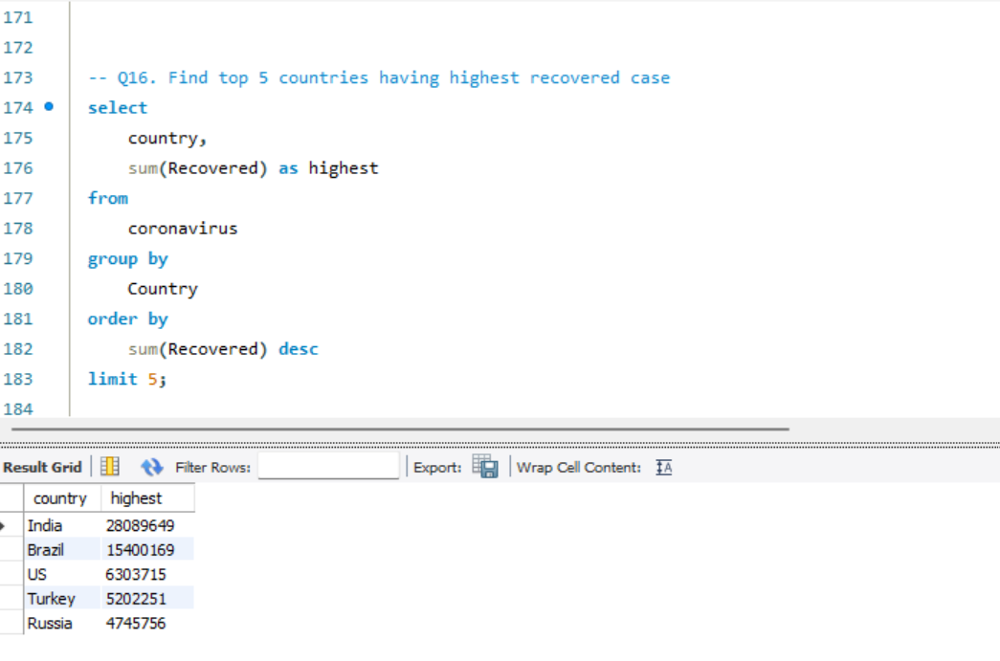 171
172
173 -- Q16. Find top 5 countries having highest recovered case
174 select
175 country,
176 sum(Recovered) as highest
177 from
178 coronavirus
179 group by
180 Country
181 order by
182 sum(Recovered) desc
183 limit 5;
184
Result Grid Filter Rows: Export: Wrap Cell Content:
country highest
India 28089649
Brazil 15400169
US 6303715
Turkey 5202251
Russia 4745756